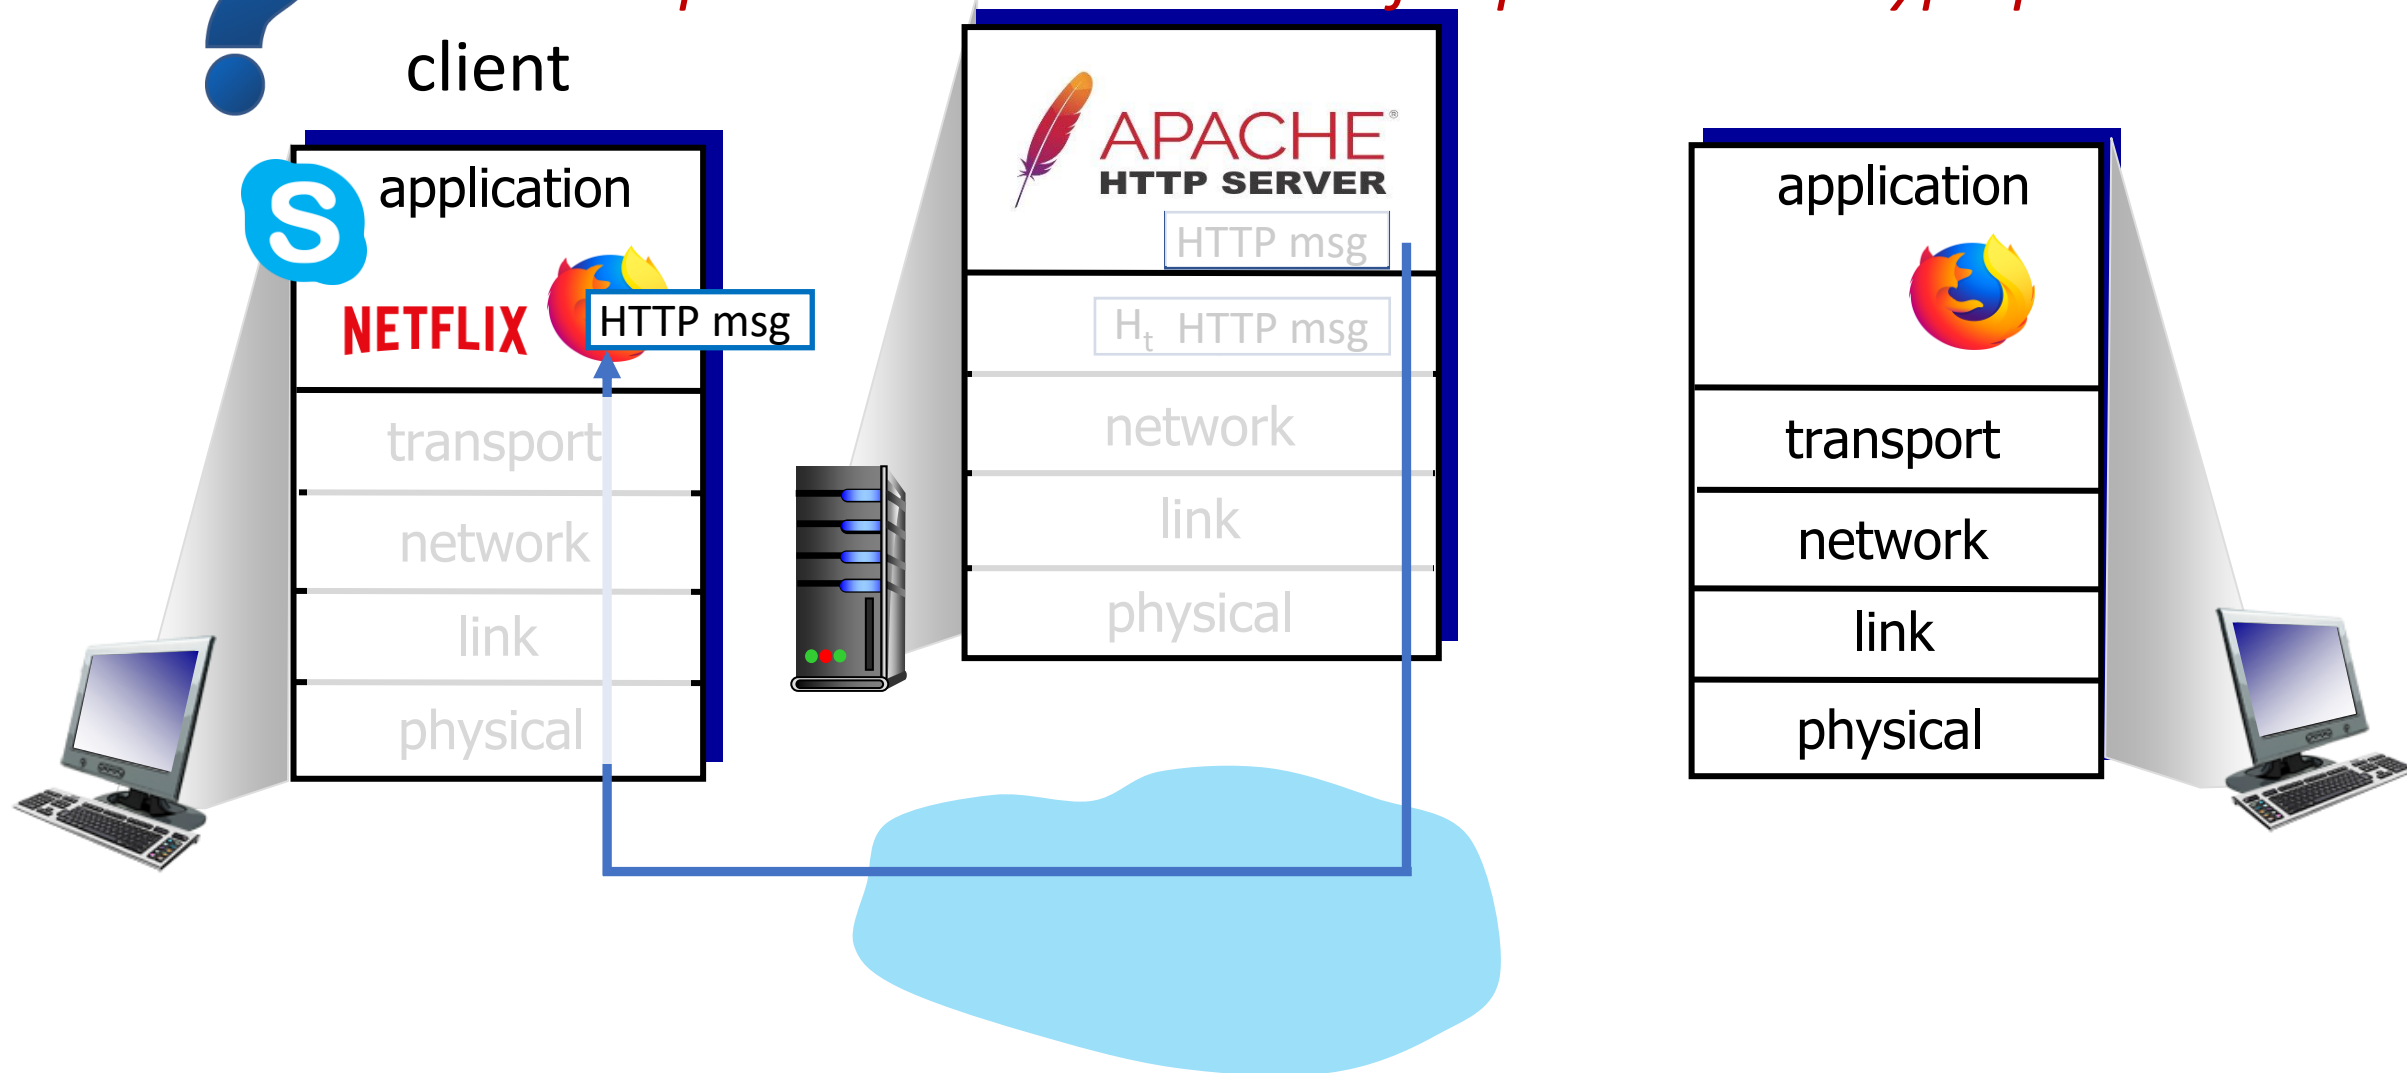 client
application
NETFLIX
HTTP msg
transport
network
link
physical
APACHE®
HTTP SERVER
HTTP msg
Ht HTTP msg
network
link
physical
application
transport
network
link
physical